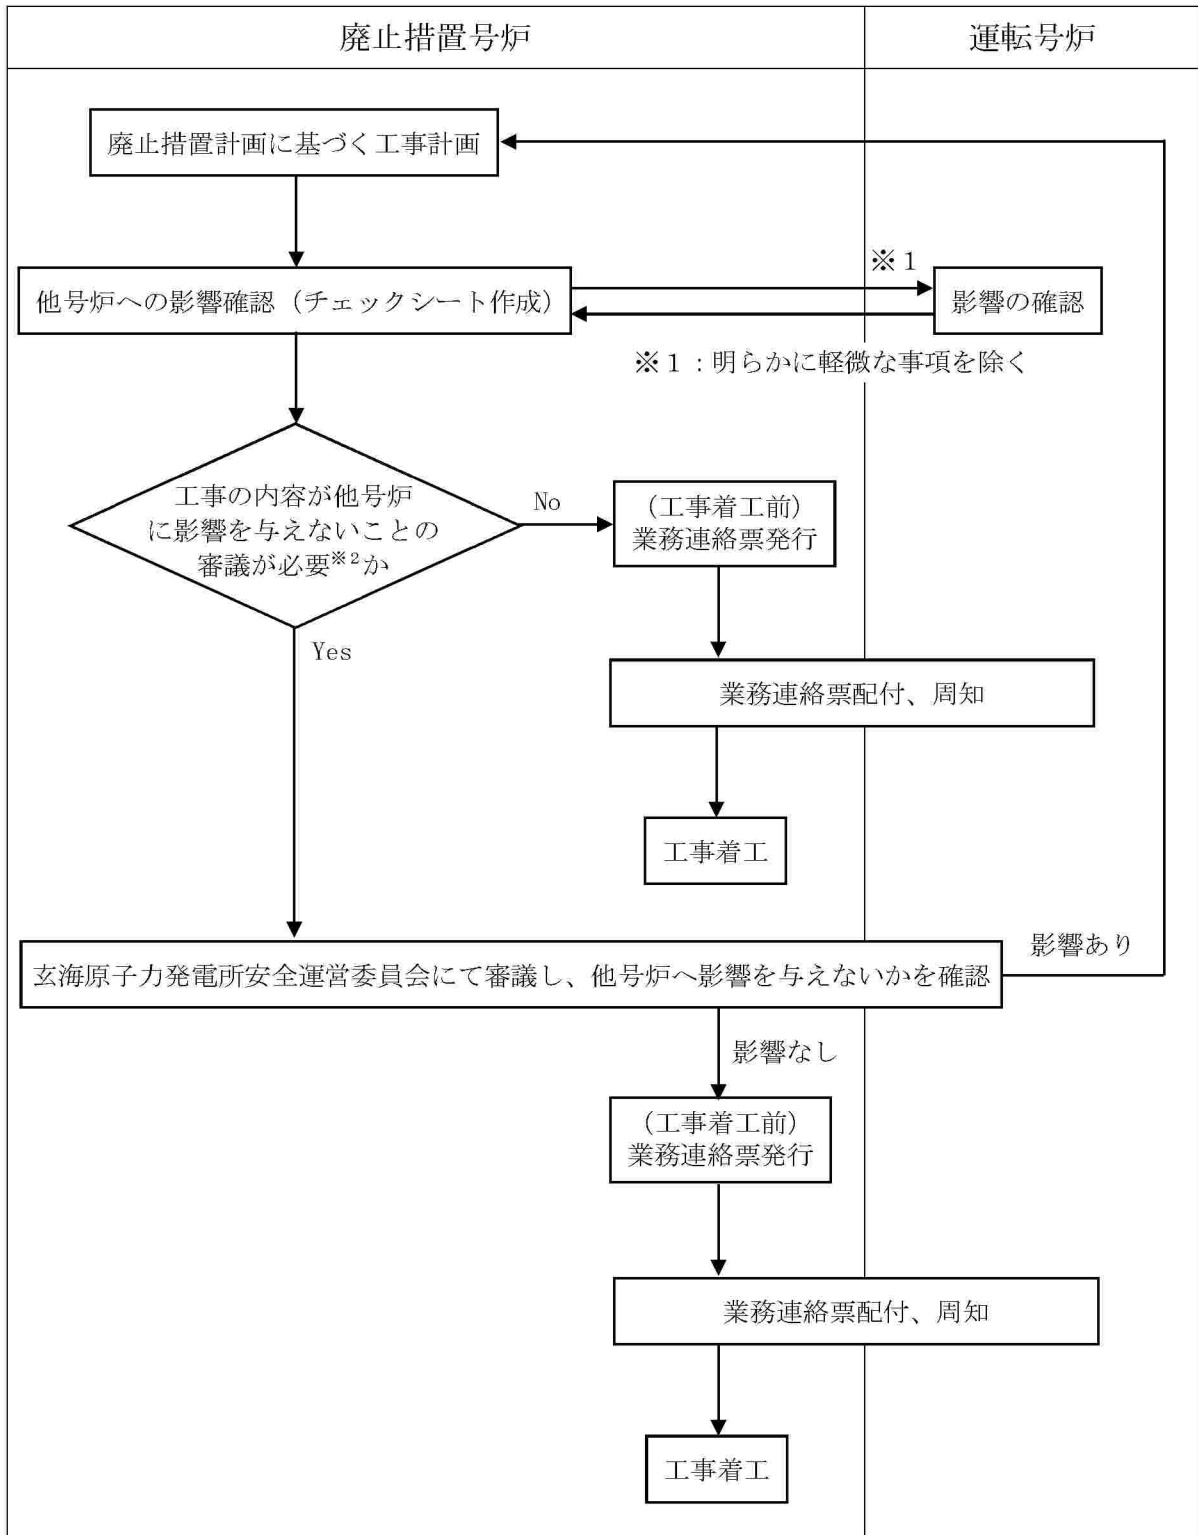 廃止措置号炉
運転号炉
廃止措置計画に基づく工事計画
※１
他号炉への影響確認（チェックシート作成）
影響の確認
※１：明らかに軽微な事項を除く
工事の内容が他号炉
に影響を与えないことの
審議が必要※2か
No
（工事着工前）
業務連絡票発行
Yes
業務連絡票配付、周知
工事着工
影響あり
玄海原子力発電所安全運営委員会にて審議し、他号炉へ影響を与えないかを確認
影響なし
（工事着工前）
業務連絡票発行
業務連絡票配付、周知
工事着工